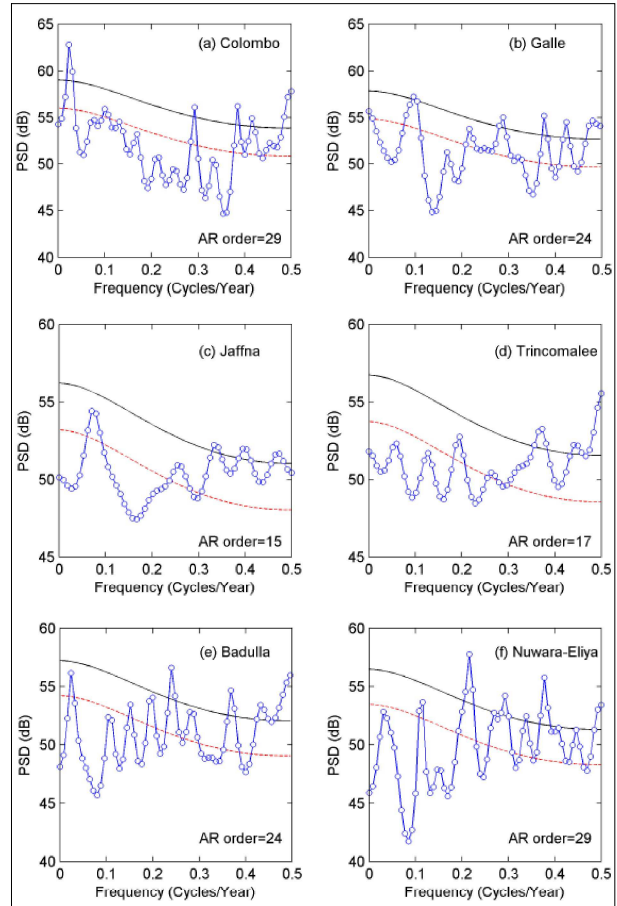 (a) Colombo
65
60
55
50
45
40
PSD (dB)
AR order=29
0 0.1 0.2 0.3 0.4 0.5
Frequency (Cycles/Year)
(b) Galle
65
60
55
50
45
40
PSD (dB)
AR order=24
0 0.1 0.2 0.3 0.4 0.5
Frequency (Cycles/Year)
(c) Jaffna
60
55
50
45
PSD (dB)
AR order=15
0 0.1 0.2 0.3 0.4 0.5
Frequency (Cycles/Year)
(d) Trincomalee
60
55
50
45
PSD (dB)
AR order=17
0 0.1 0.2 0.3 0.4 0.5
Frequency (Cycles/Year)
(e) Badulla
60
55
50
45
40
PSD (dB)
AR order=24
0 0.1 0.2 0.3 0.4 0.5
Frequency (Cycles/Year)
(f) Nuwara-Eliya
60
55
50
45
40
PSD (dB)
AR order=29
0 0.1 0.2 0.3 0.4 0.5
Frequency (Cycles/Year)